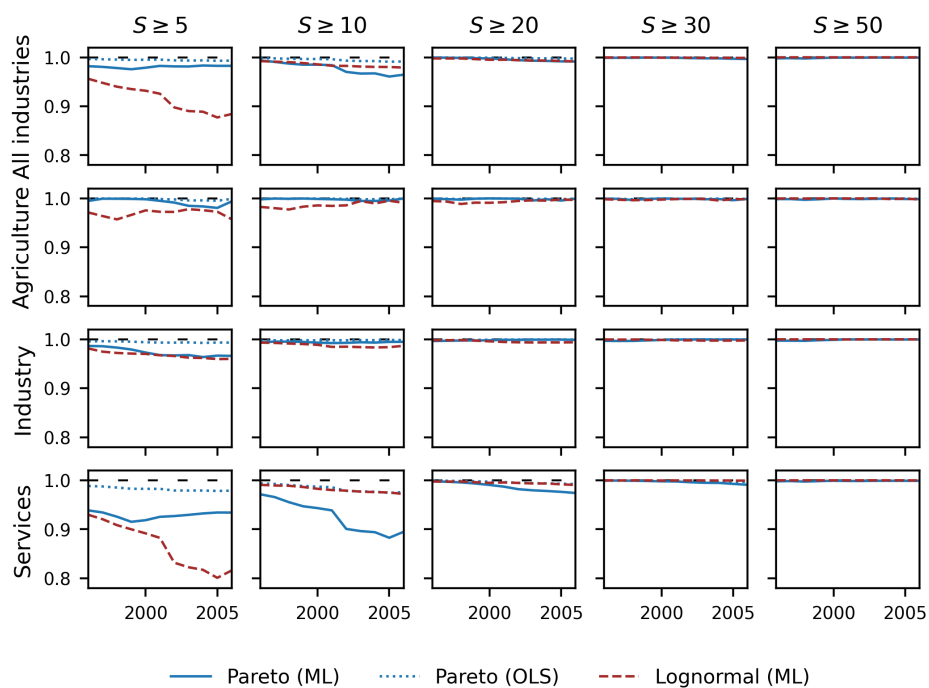 S ≥ 5 S ≥ 10 S ≥ 20 S ≥ 30 S ≥ 50
All industries
1.0
0.9
0.8
Agriculture
1.0
0.9
0.8
Industry
1.0
0.9
0.8
Services
1.0
0.9
0.8
2000 2005 2000 2005 2000 2005 2000 2005 2000 2005
Pareto (ML) Pareto (OLS) Lognormal (ML)